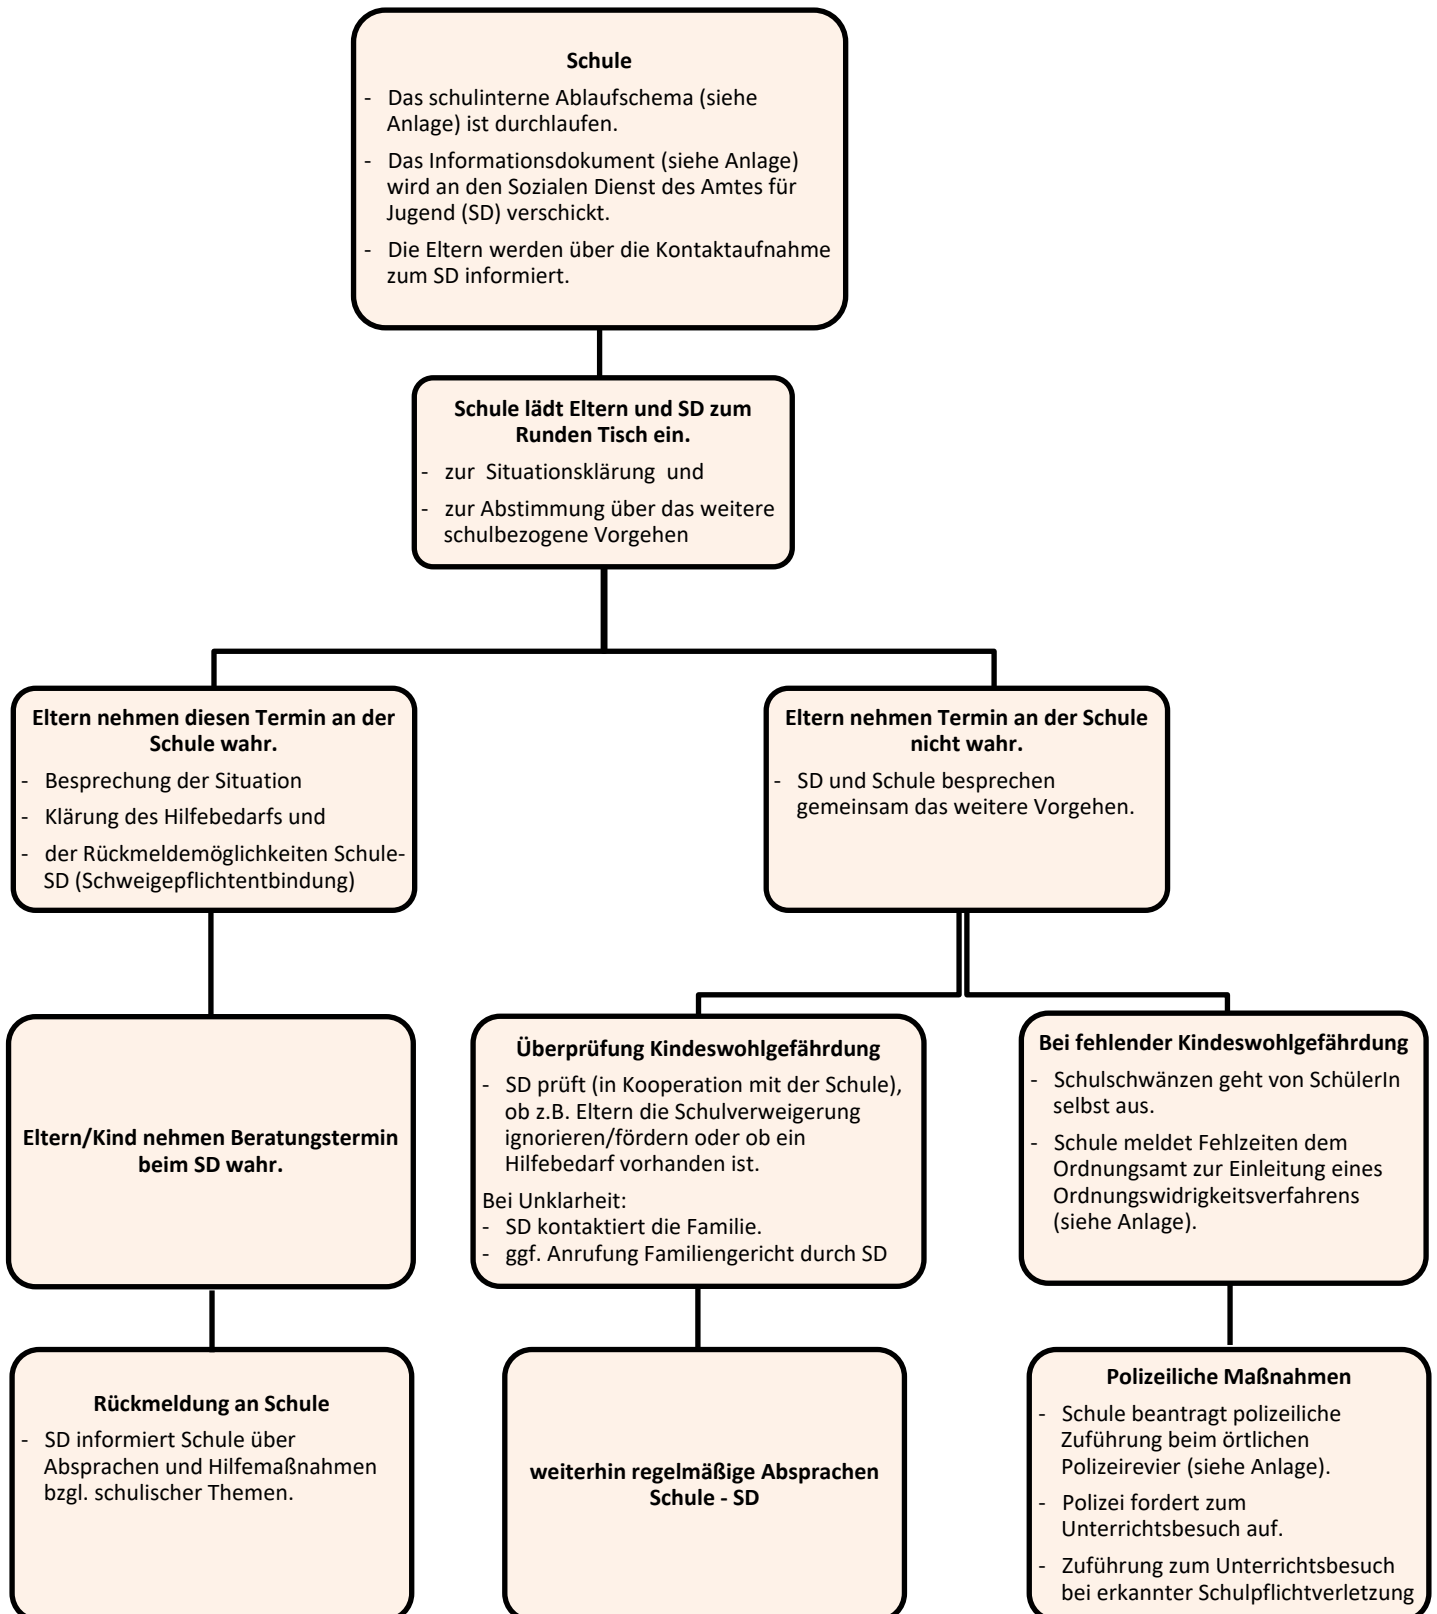 Schule
- Das schulinterne Ablaufschema (siehe
Anlage) ist durchlaufen.
- Das Informationsdokument (siehe Anlage)
wird an den Sozialen Dienst des Amtes für
Jugend (SD) verschickt.
- Die Eltern werden über die Kontaktaufnahme
zum SD informiert.
Schule lädt Eltern und SD zum
Runden Tisch ein.
- zur Situationsklärung und
- zur Abstimmung über das weitere
schulbezogene Vorgehen
Eltern nehmen diesen Termin an der
Schule wahr.
- Besprechung der Situation
- Klärung des Hilfebedarfs und
- der Rückmeldemöglichkeiten Schule-
SD (Schweigepflichtentbindung)
Eltern nehmen Termin an der Schule
nicht wahr.
- SD und Schule besprechen
gemeinsam das weitere Vorgehen.
Eltern/Kind nehmen Beratungstermin
beim SD wahr.
Überprüfung Kindeswohlgefährdung
- SD prüft (in Kooperation mit der Schule),
ob z.B. Eltern die Schulverweigerung
ignorieren/fördern oder ob ein
Hilfebedarf vorhanden ist.
Bei Unklarheit:
- SD kontaktiert die Familie.
- ggf. Anrufung Familiengericht durch SD
Bei fehlender Kindeswohlgefährdung
- Schulschwänzen geht von SchülerIn
selbst aus.
- Schule meldet Fehlzeiten dem
Ordnungsamt zur Einleitung eines
Ordnungswidrigkeitsverfahrens
(siehe Anlage).
Rückmeldung an Schule
- SD informiert Schule über
Absprachen und Hilfemaßnahmen
bzgl. schulischer Themen.
weiterhin regelmäßige Absprachen
Schule - SD
Polizeiliche Maßnahmen
- Schule beantragt polizeiliche
Zuführung beim örtlichen
Polizeirevier (siehe Anlage).
- Polizei fordert zum
Unterrichtsbesuch auf.
- Zuführung zum Unterrichtsbesuch
bei erkannter Schulpflichtverletzung